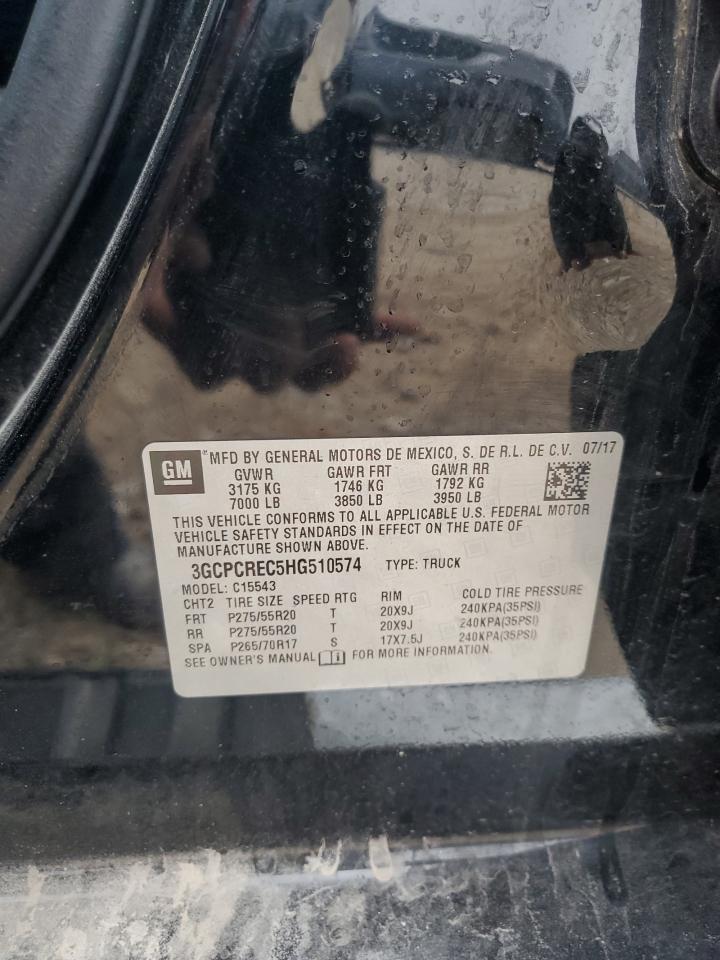 GM
® MFD BY GENERAL MOTORS DE MEXICO, S. DE R.L. DE C.V. 07/17
GVWR GAWR FRT GAWR RR
3175 KG 1746 KG 1792 KG
7000 LB 3850 LB 3950 LB
THIS VEHICLE CONFORMS TO ALL APPLICABLE U.S. FEDERAL MOTOR
VEHICLE SAFETY STANDARDS IN EFFECT ON THE DATE OF
MANUFACTURE SHOWN ABOVE.
3GCPCREC5HG510574 TYPE: TRUCK
MODEL: C15543
CHT2 TIRE SIZE SPEED RTG RIM COLD TIRE PRESSURE
FRT P275/55R20 T 20X9J 240KPA(35PSI)
RR P275/55R20 T 20X9J 240KPA(35PSI)
SPA P265/70R17 S 17X7.5J 240KPA(35PSI)
SEE OWNER'S MANUAL FOR MORE INFORMATION.